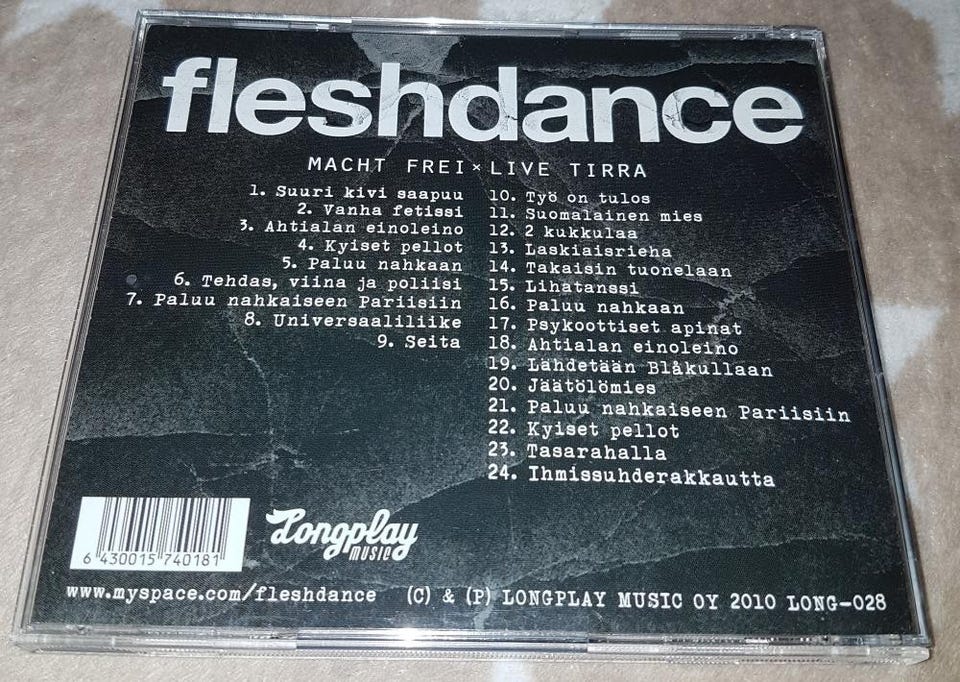 fleshdance
MACHT FREI × LIVE TIRRA
1. Suuri kivi saapuu
2. Vanha fetissi
3. Ahtialan einoleino
4. Kyiset pellot
5. Paluu nahkaan
6. Tehdas, viina ja poliisi
7. Paluu nahkaiseen Pariisiin
8. Universaaliliike
9. Seita
10. Työ on tulos
11. Suomalainen mies
12. 2 kukkulaa
13. Laskiaisrieha
14. Takaisin tuonelaan
15. Lihatanssi
16. Paluu nahkaan
17. Psykoottiset apinat
18. Ahtialan einoleino
19. Lähdetään Blåkullaan
20. Jäätölömies
21. Paluu nahkaiseen Pariisiin
22. Kyiset pellot
23. Tasarahalla
24. Ihmissuhderakkautta
6 430015 740181
Longplay
MUSIC
www.myspace.com/fleshdance (C) & (P) LONGPLAY MUSIC OY 2010 LONG-028